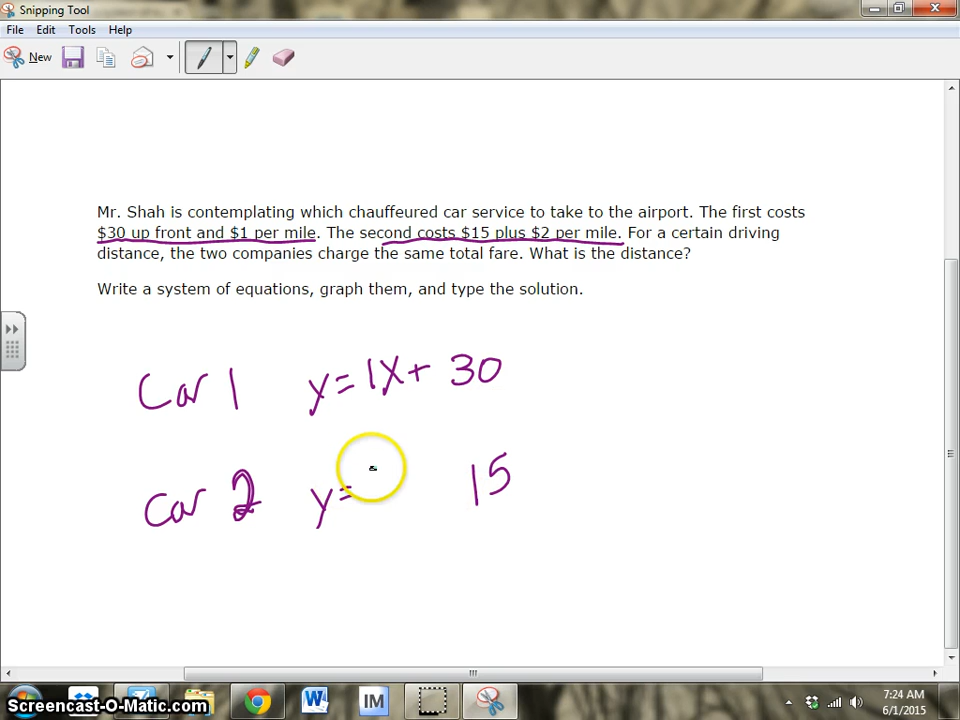 Snipping Tool
File Edit Tools Help
New
Mr. Shah is contemplating which chauffeured car service to take to the airport. The first costs
$30 up front and $1 per mile. The second costs $15 plus $2 per mile. For a certain driving
distance, the two companies charge the same total fare. What is the distance?
Write a system of equations, graph them, and type the solution.
Car 1 y=1x+ 30
Car 2 y= 15
W IM
7:24 AM
6/1/2015
Screencast-O-Matic.com